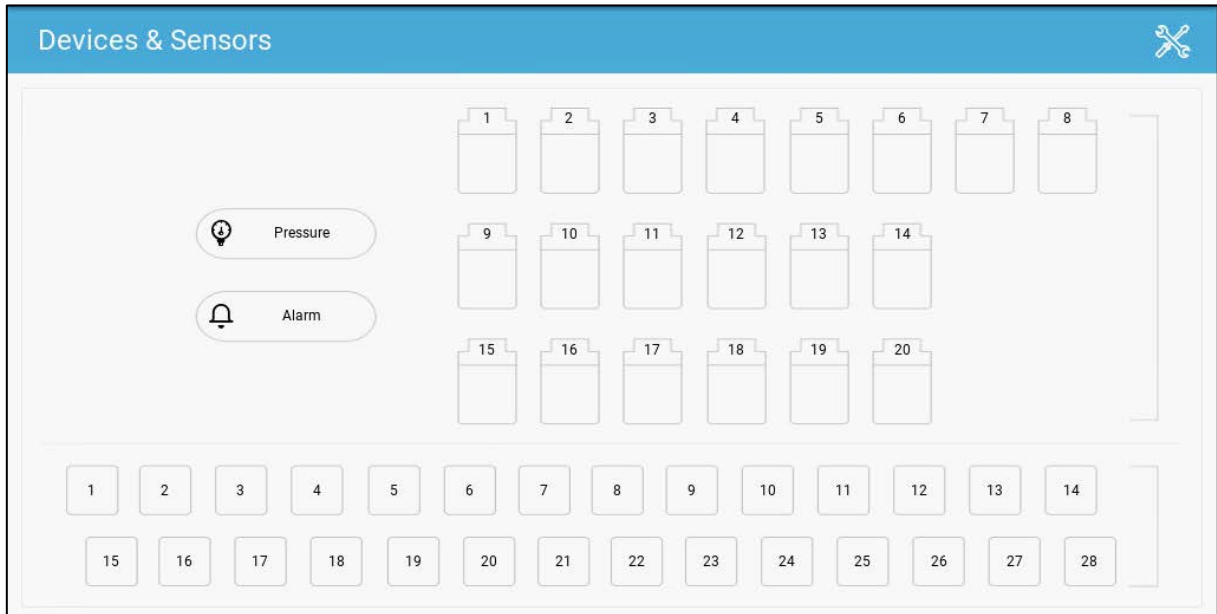 Devices & Sensors
1 2 3 4 5 6 7 8
Pressure
9 10 11 12 13 14
Alarm
15 16 17 18 19 20
1 2 3 4 5 6 7 8 9 10 11 12 13 14
15 16 17 18 19 20 21 22 23 24 25 26 27 28